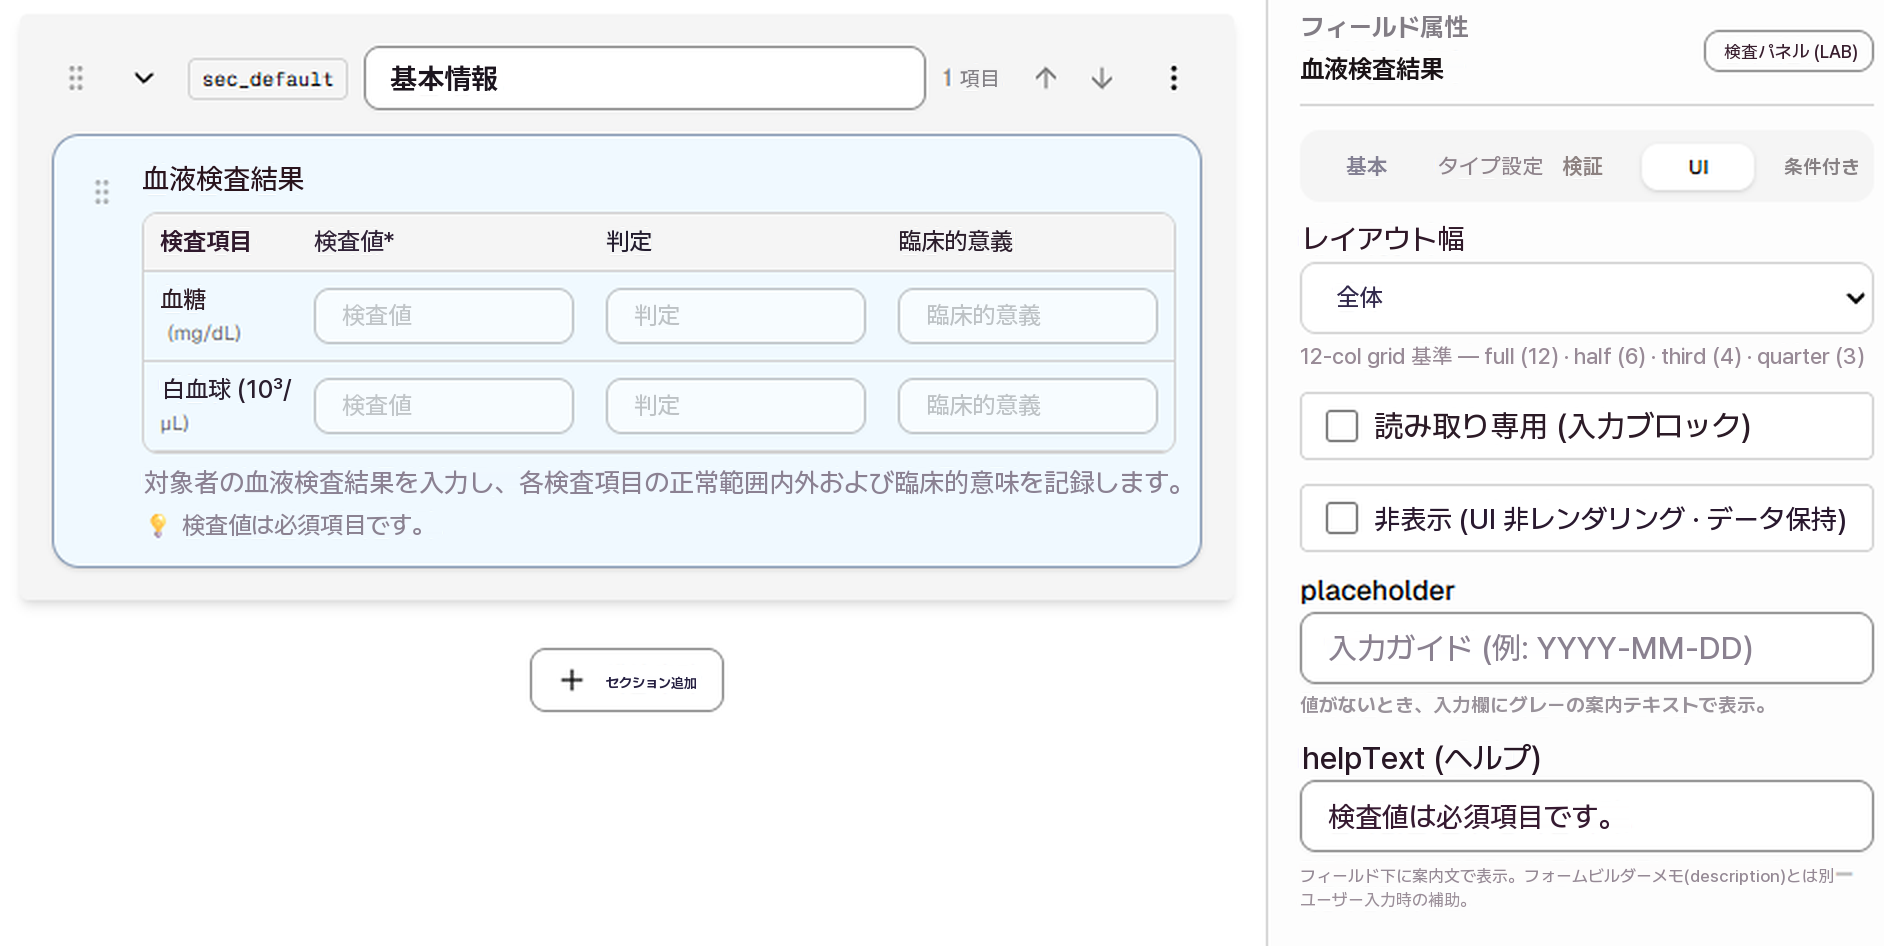 sec_default
基本情報
1 項目
血液検査結果
検査項目 検査値* 判定 臨床的意義
血糖
(mg/dL)
検査値 判定 臨床的意義
白血球 (10³/
μL)
検査値 判定 臨床的意義
対象者の血液検査結果を入力し、各検査項目の正常範囲内外および臨床的意味を記録します。
検査値は必須項目です。
セクション追加
フィールド属性
血液検査結果
検査パネル (LAB)
基本 タイプ設定 検証 UI 条件付き
レイアウト幅
全体
12-col grid 基準 — full (12) · half (6) · third (4) · quarter (3)
読み取り専用 (入力ブロック)
非表示 (UI 非レンダリング · データ保持)
placeholder
入力ガイド (例: YYYY-MM-DD)
値がないとき、入力欄にグレーの案内テキストで表示。
helpText (ヘルプ)
検査値は必須項目です。
フィールド下に案内文で表示。フォームビルダーメモ(description)とは別—
ユーザー入力時の補助。